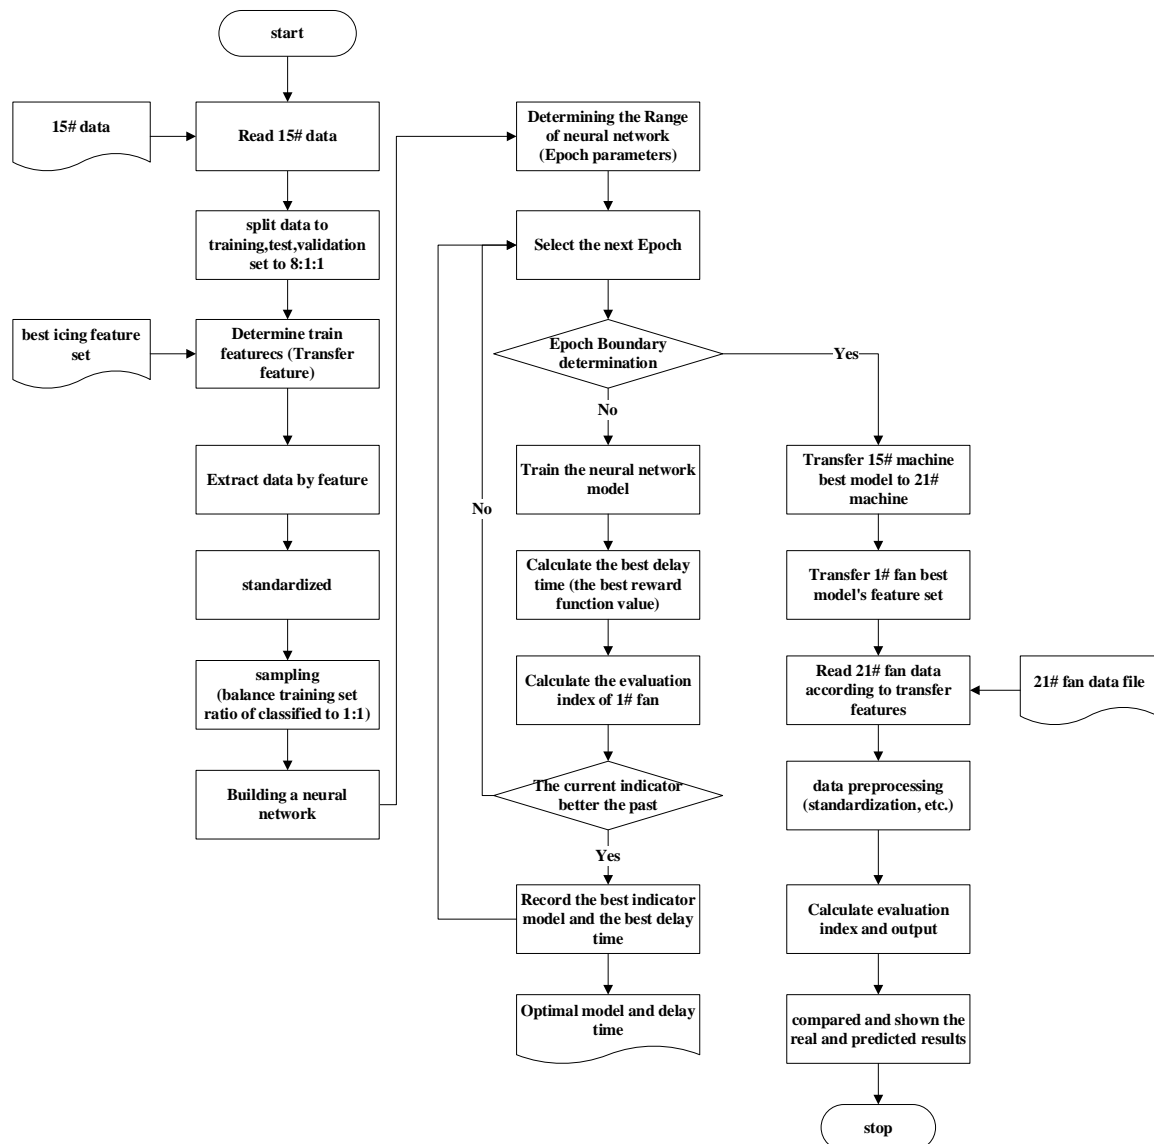 start
15# data
Read 15# data
split data to
training,test,validation
set to 8:1:1
best icing feature
set
Determine train
featurecs (Transfer
feature)
Extract data by feature
standardized
sampling
(balance training set
ratio of classified to 1:1)
Building a neural
network
Determining the Range
of neural network
(Epoch parameters)
Select the next Epoch
Epoch Boundary
determination
Yes
No
Train the neural network
model
No
Calculate the best delay
time (the best reward
function value)
Calculate the evaluation
index of 1# fan
The current indicator
better the past
Yes
Record the best indicator
model and the best delay
time
Optimal model and delay
time
Transfer 15# machine
best model to 21#
machine
Transfer 1# fan best
model's feature set
Read 21# fan data
according to transfer
features
21# fan data file
data preprocessing
(standardization, etc.)
Calculate evaluation
index and output
compared and shown the
real and predicted results
stop